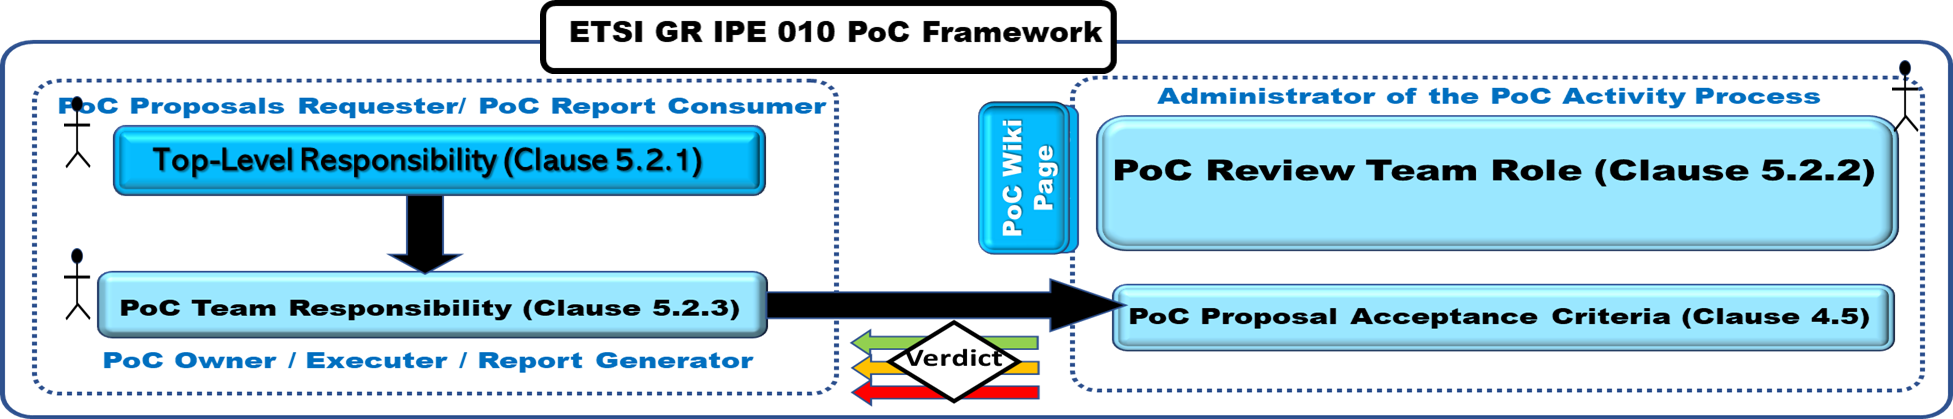 ETSI GR IPE 010 PoC Framework
PoC Proposals Requester/ PoC Report Consumer
Top-Level Responsibility (Clause 5.2.1)
PoC Team Responsibility (Clause 5.2.3)
PoC Owner / Executer / Report Generator
Verdict
PoC Wiki
Page
Administrator of the PoC Activity Process
PoC Review Team Role (Clause 5.2.2)
PoC Proposal Acceptance Criteria (Clause 4.5)